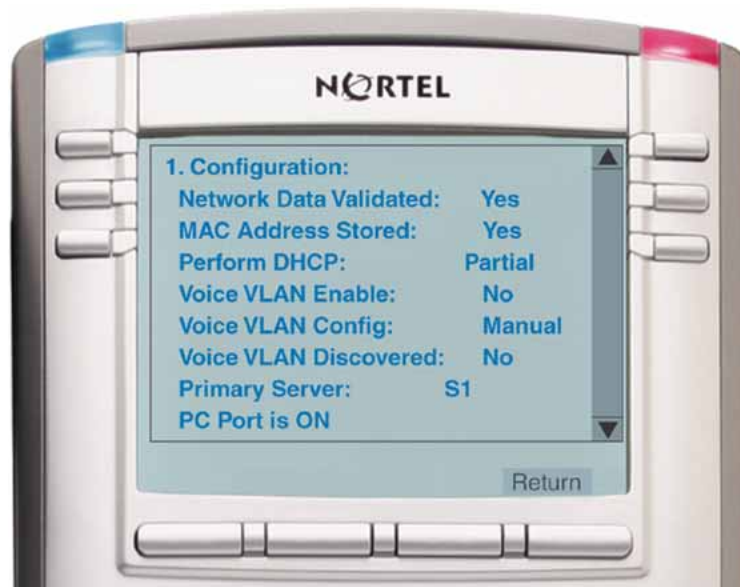 NORTEL
1. Configuration:
Network Data Validated: Yes
MAC Address Stored: Yes
Perform DHCP: Partial
Voice VLAN Enable: No
Voice VLAN Config: Manual
Voice VLAN Discovered: No
Primary Server: S1
PC Port is ON
Return